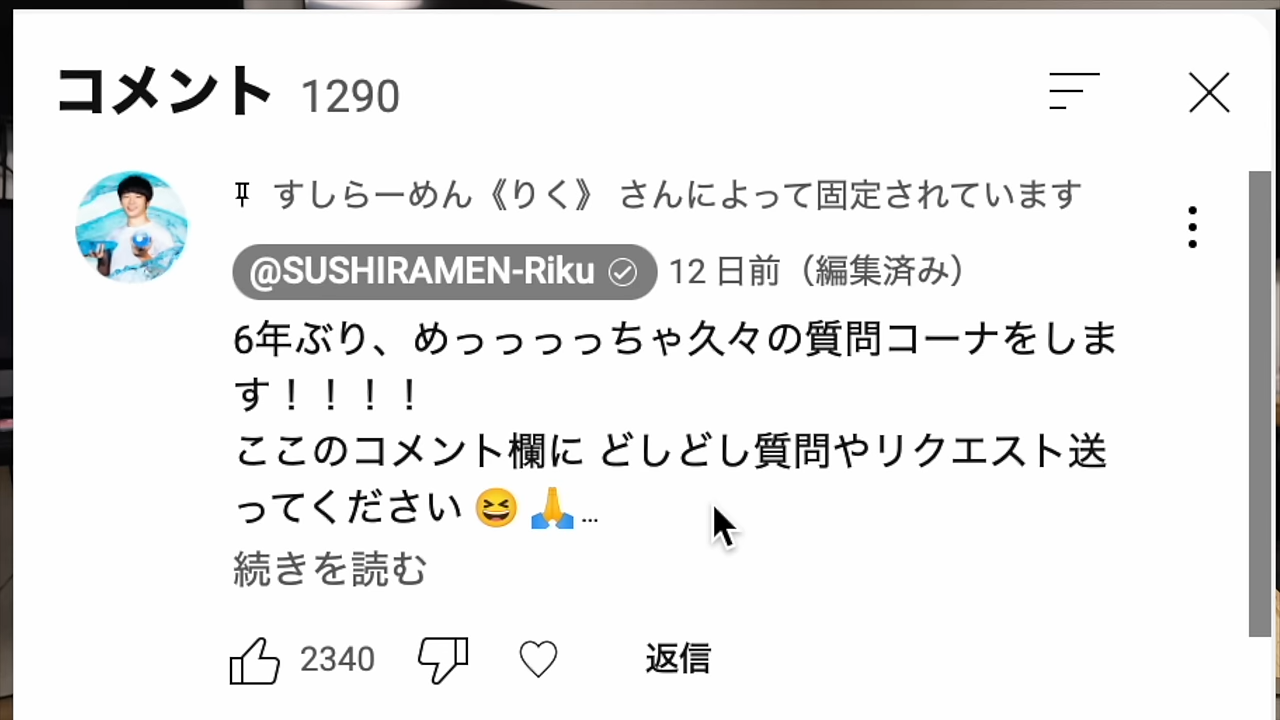 コメント 1290
すしらーめん《りく》 さんによって固定されています
@SUSHIRAMEN-Riku 12 日前（編集済み）
6年ぶり、めっっっっちゃ久々の質問コーナをしま
す！！！！
ここのコメント欄に どしどし質問やリクエスト送
ってください 😆 🙏...
続きを読む
2340 返信